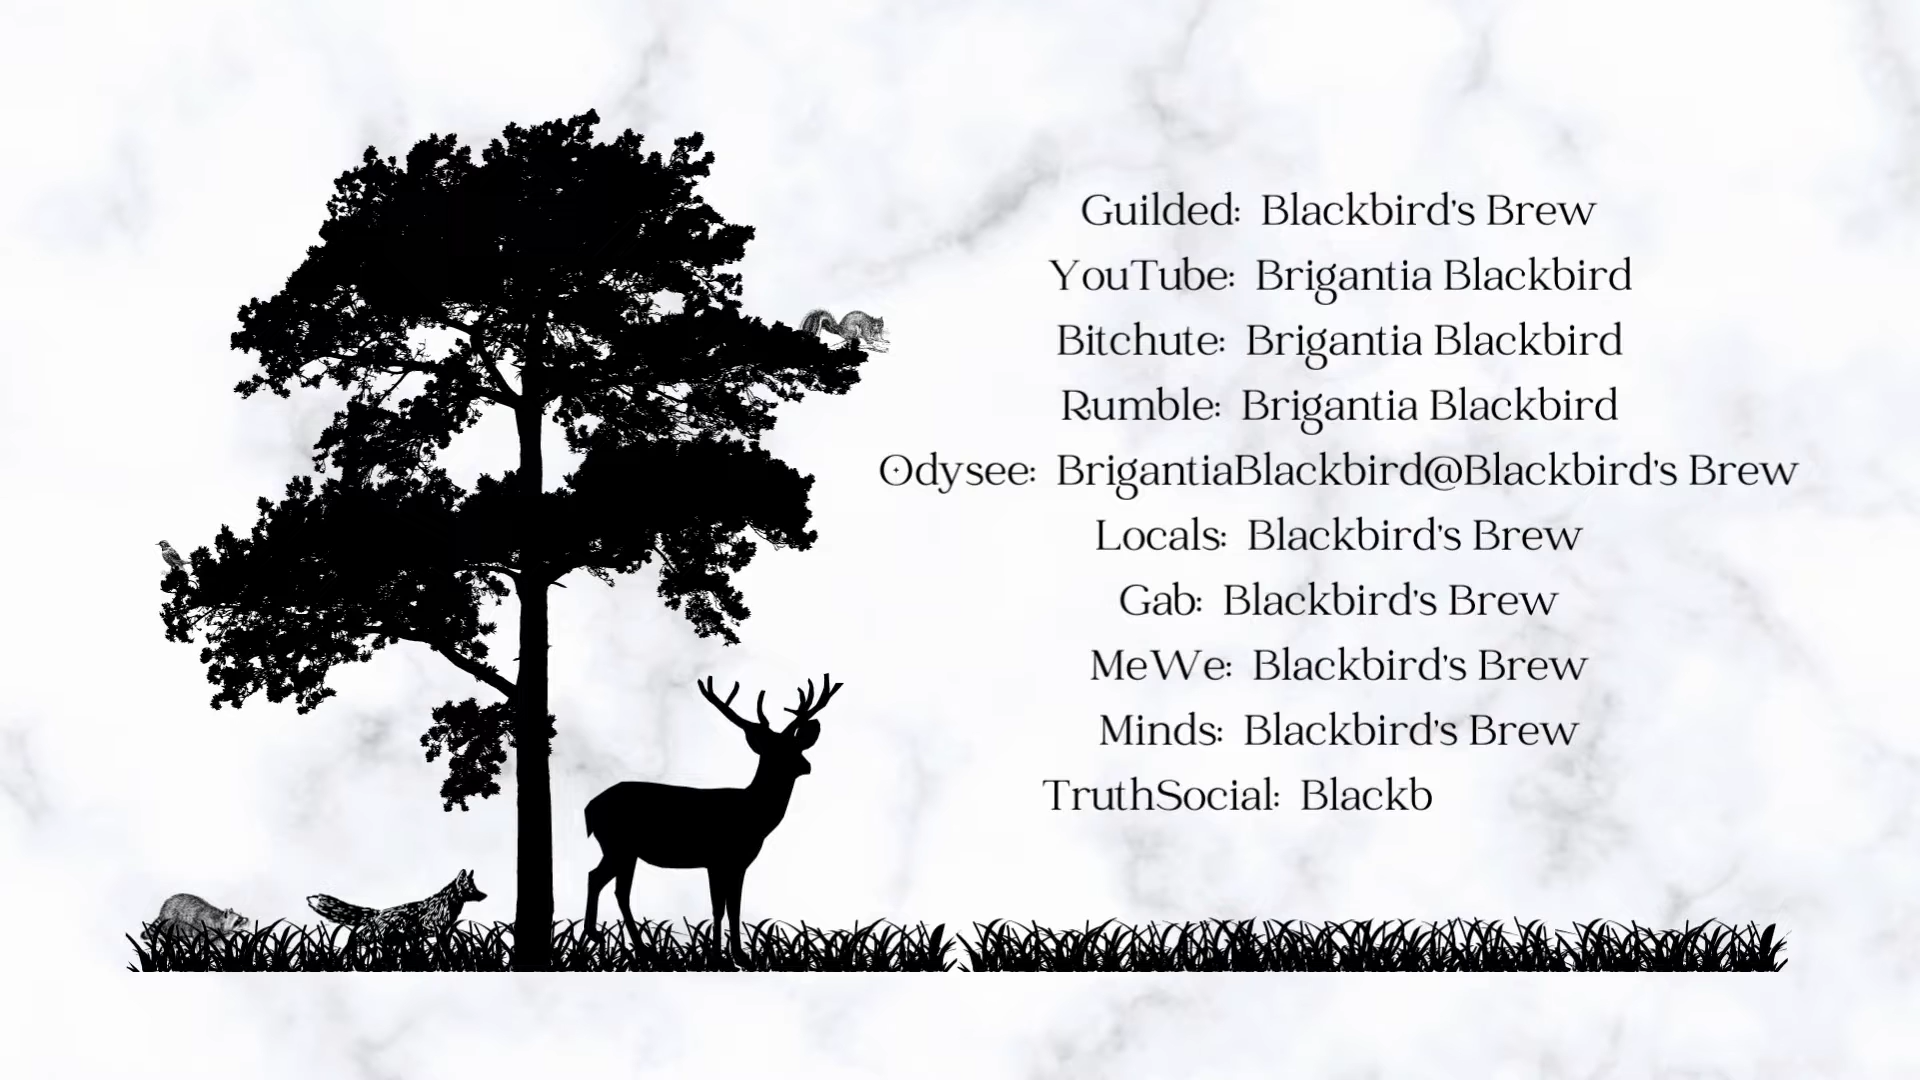 Guilded: Blackbird's Brew
YouTube: Brigantia Blackbird
Bitchute: Brigantia Blackbird
Rumble: Brigantia Blackbird
Odysee: BrigantiaBlackbird@Blackbird's Brew
Locals: Blackbird's Brew
Gab: Blackbird's Brew
MeWe: Blackbird's Brew
Minds: Blackbird's Brew
TruthSocial: Blackb